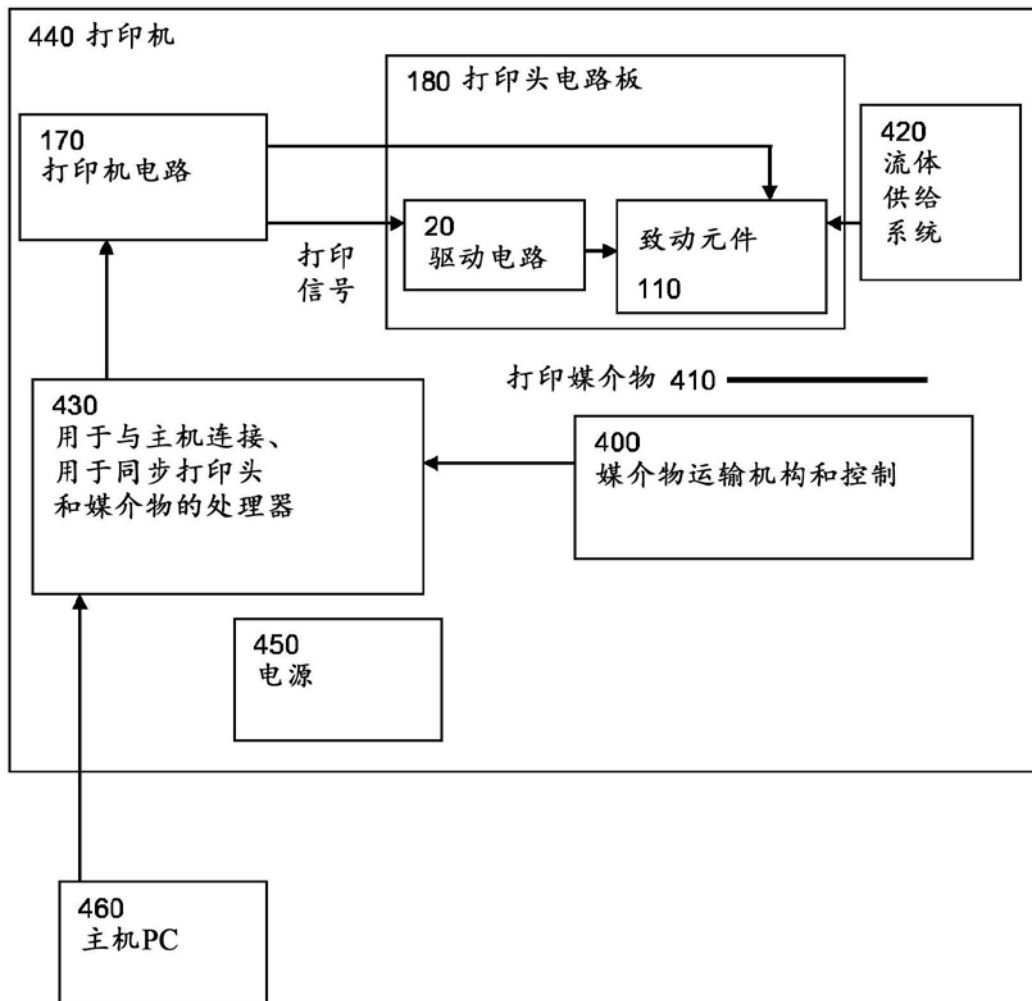 440 打印机
180 打印头电路板
170
打印机电路
420
流体
供给
系统
20
驱动电路
致动元件
110
打印
信号
打印媒介物 410
430
用于与主机连接、
用于同步打印头
和媒介物的处理器
400
媒介物运输机构和控制
450
电源
460
主机PC